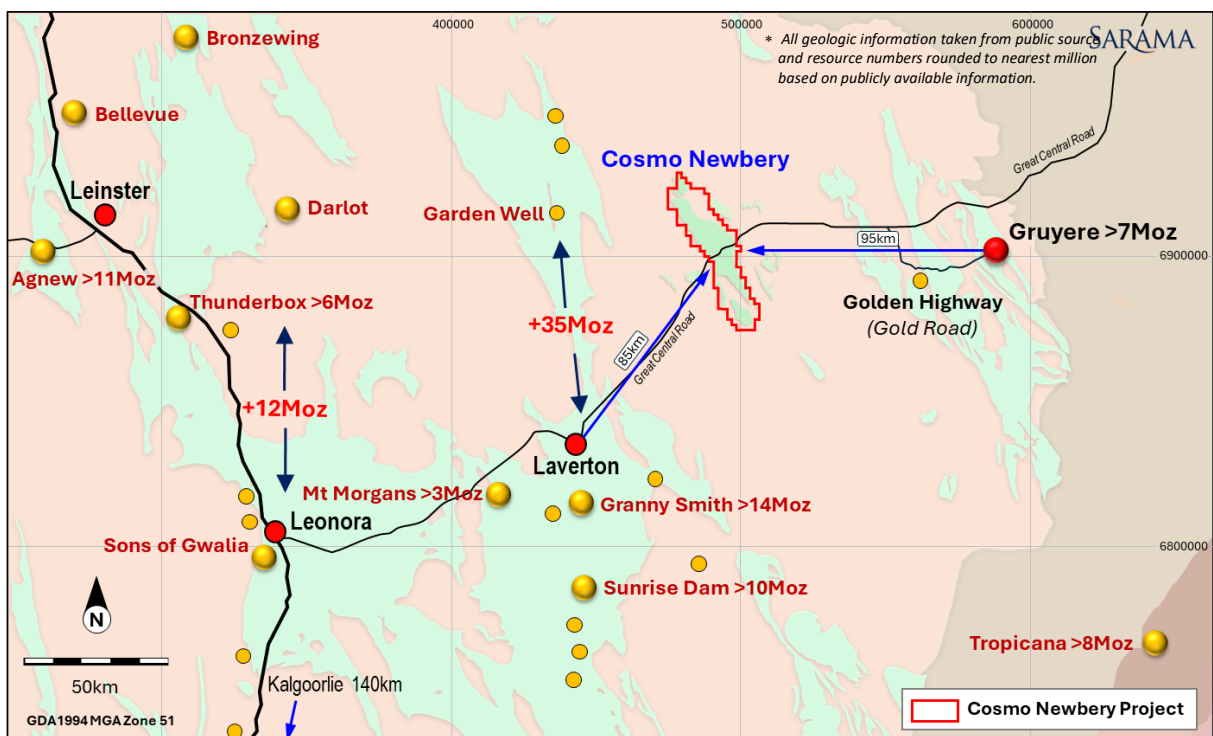 400000
500000
600000
Bronzewing
* All geologic information taken from public source
and resource numbers rounded to nearest million
based on publicly available information.
SARAMA
Bellevue
Great Central Road
Cosmo Newbery
Leinster
Darlot
Garden Well
95km
Gruyere >7Moz
6900000
Agnew >11Moz
Thunderbox >6Moz
Golden Highway
(Gold Road)
+35Moz
85km
Great Central Road
+12Moz
Laverton
Mt Morgans >3Moz
Granny Smith >14Moz
Leonora
Sons of Gwalia
6800000
Sunrise Dam >10Moz
N
Tropicana >8Moz
50km
Kalgoorlie 140km
GDA1994 MGA Zone 51
Cosmo Newbery Project